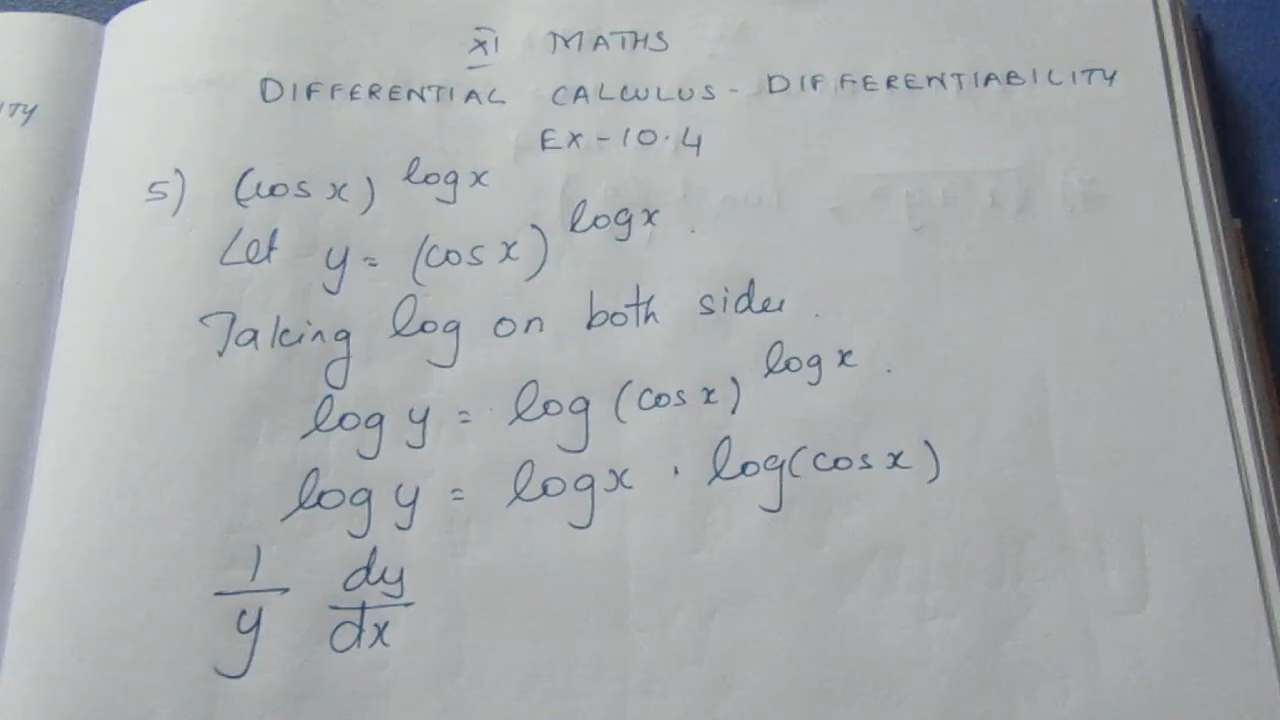 XI MATHS
DIFFERENTIAL CALCULUS - DIFFERENTIABILITY
EX - 10.4
5) (cos x)^log x
Let y = (cos x)^log x.
Taking log on both sides.
log y = log (cos x)^log x.
log y = log x . log (cos x)
1/y dy/dx
ITY